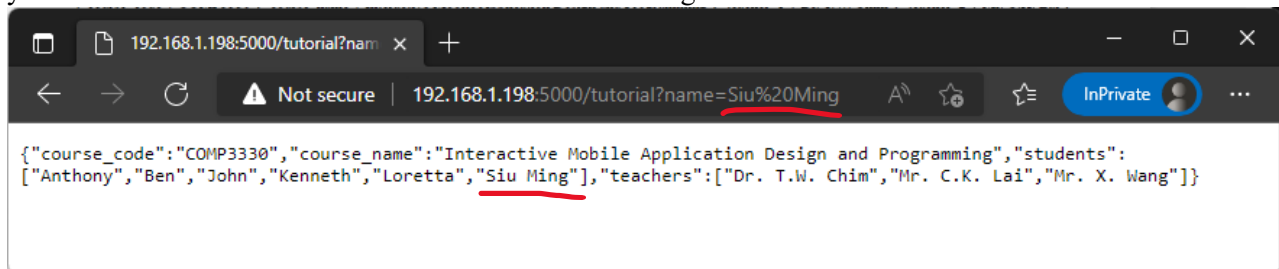 192.168.1.198:5000/tutorial?nam
Not secure | 192.168.1.198:5000/tutorial?name=Siu%20Ming
InPrivate
{"course_code":"COMP3330","course_name":"Interactive Mobile Application Design and Programming","students":
["Anthony","Ben","John","Kenneth","Loretta","Siu Ming"],"teachers":["Dr. T.W. Chim","Mr. C.K. Lai","Mr. X. Wang"]}